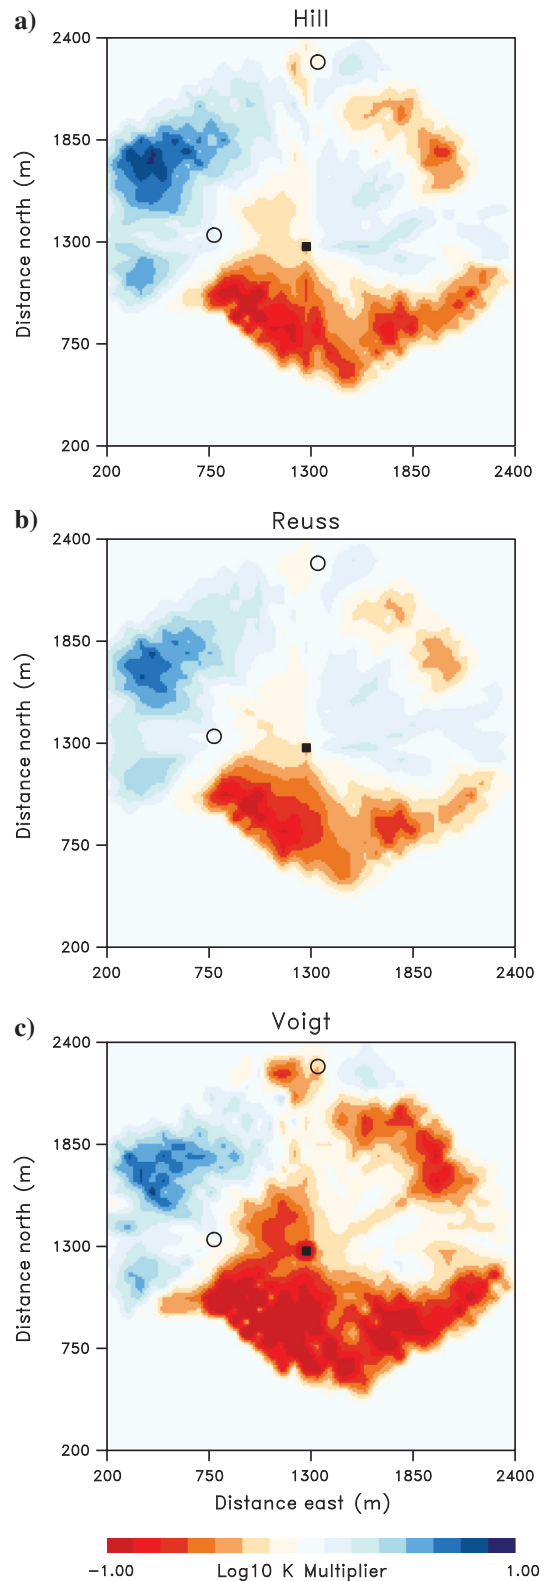 a)
Hill
2400
1850
1300
750
200
Distance north (m)
200 750 1300 1850 2400
b)
Reuss
2400
1850
1300
750
200
Distance north (m)
200 750 1300 1850 2400
c)
Voigt
2400
1850
1300
750
200
Distance north (m)
200 750 1300 1850 2400
Distance east (m)
−1.00 Log10 K Multiplier 1.00